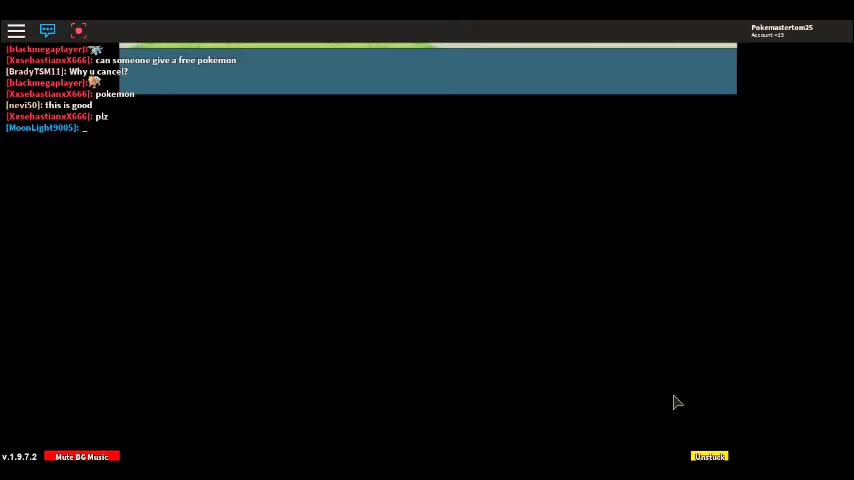 Pokemastertom25
Account <13
[blackmegaplayer]:
[XxsebastianxX666]: can someone give a free pokemon
[BradyTSM11]: Why u cancel?
[blackmegaplayer]:
[XxsebastianxX666]: pokemon
[nevi50]: this is good
[XxsebastianxX666]: plz
[MoonLight9005]: _
v.1.9.7.2 Mute BG Music
Unstuck